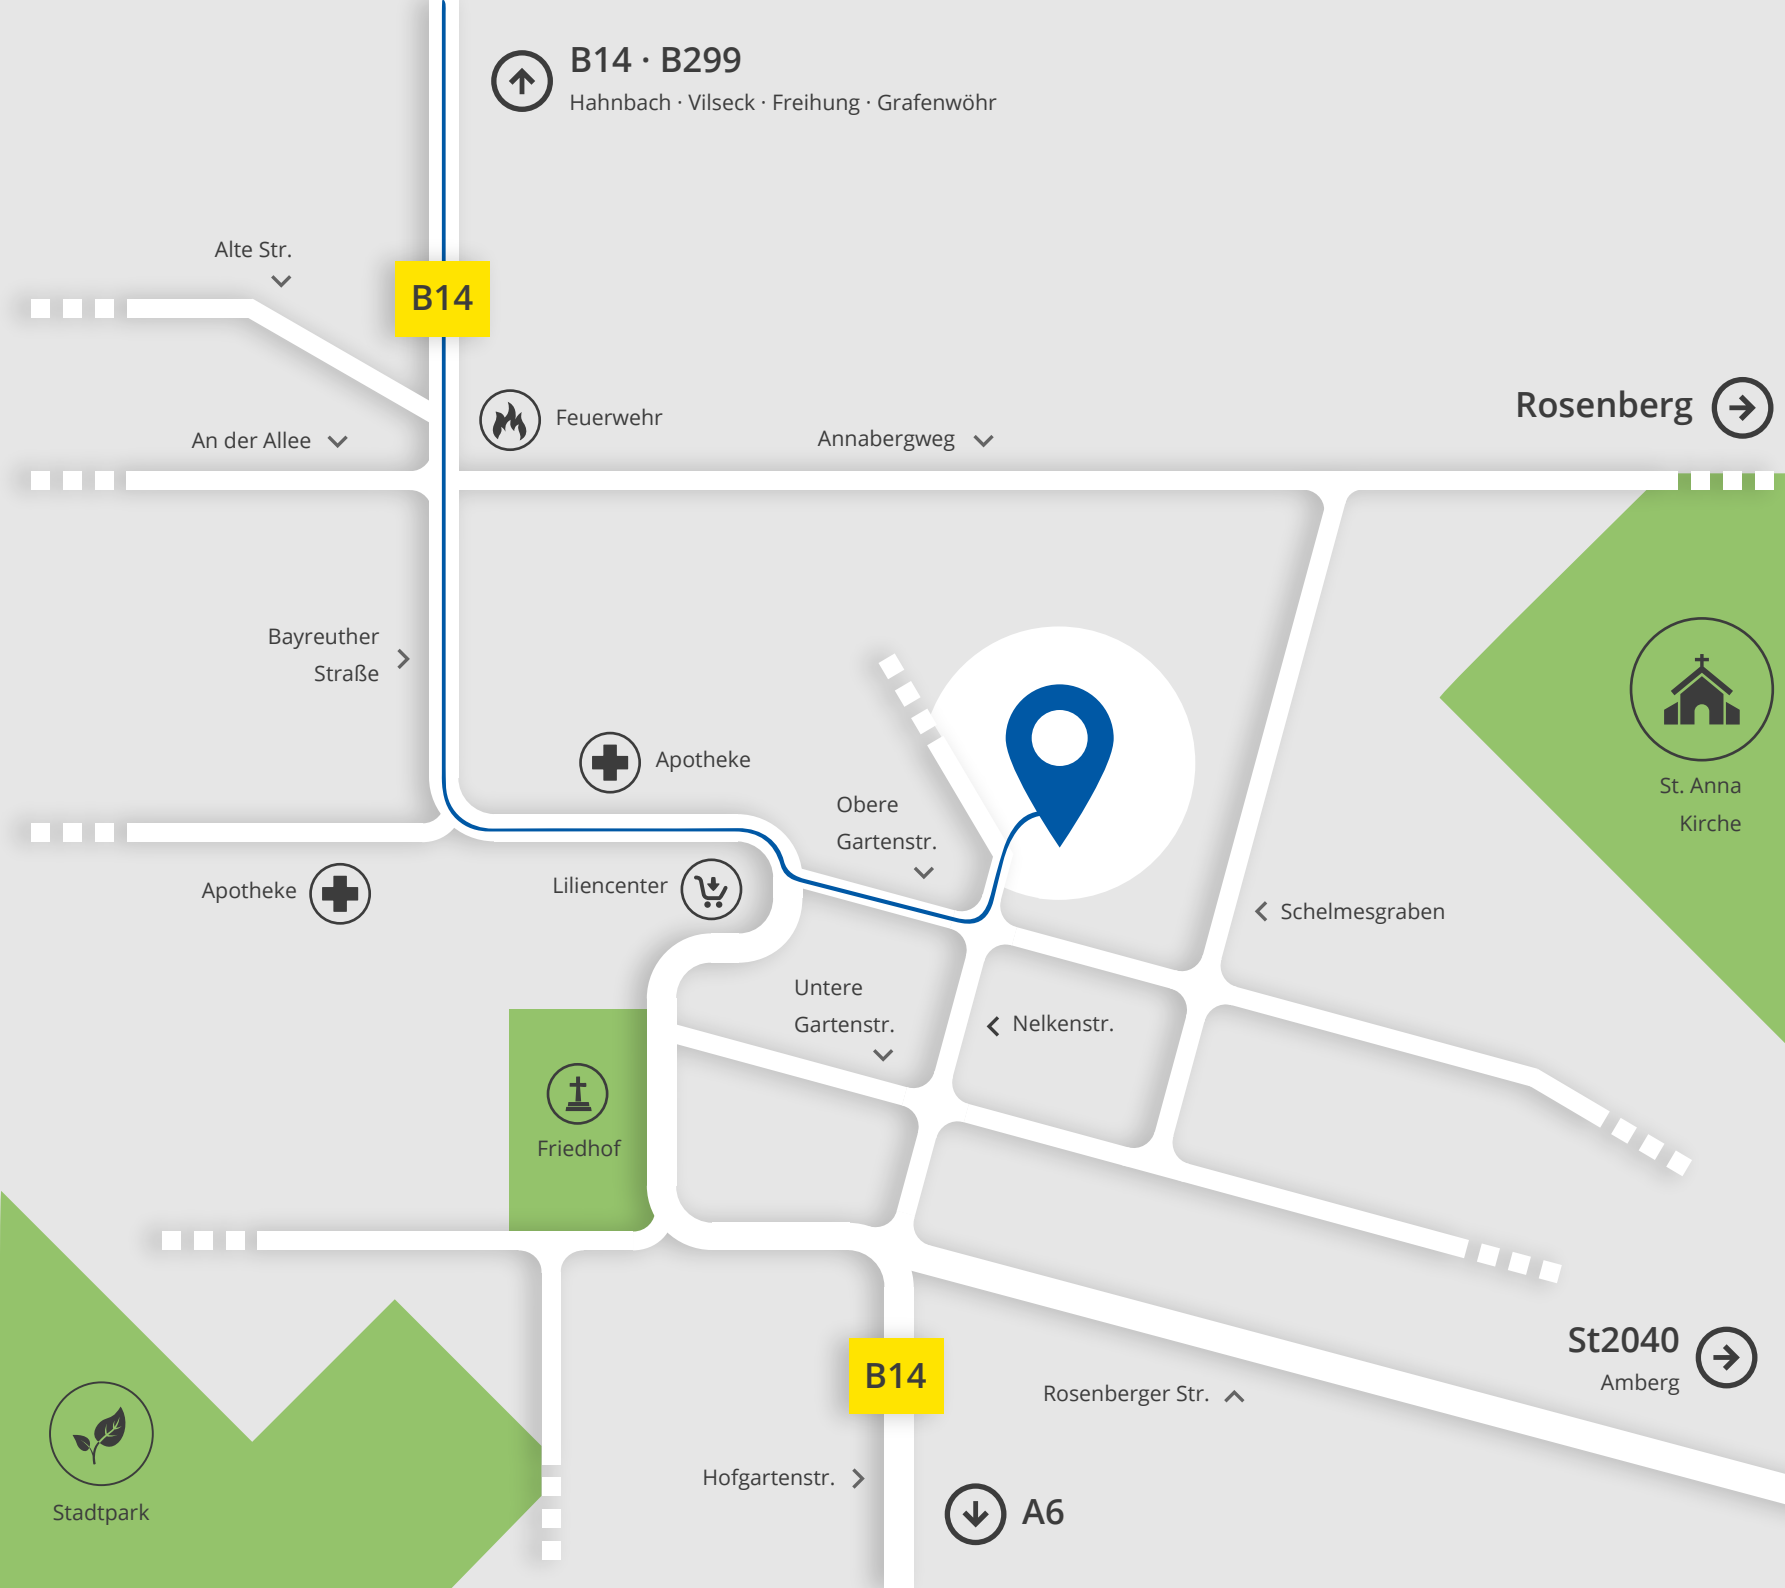 B14 · B299
Hahnbach · Vilseck · Freihung · Grafenwöhr
Alte Str.
B14
Rosenberg
Feuerwehr
An der Allee
Annabergweg
Bayreuther
Straße
Apotheke
Obere
Gartenstr.
St. Anna
Kirche
Apotheke
Liliencenter
Schelmesgraben
Untere
Gartenstr.
Nelkenstr.
Friedhof
St2040
Amberg
B14
Rosenberger Str.
Hofgartenstr.
A6
Stadtpark